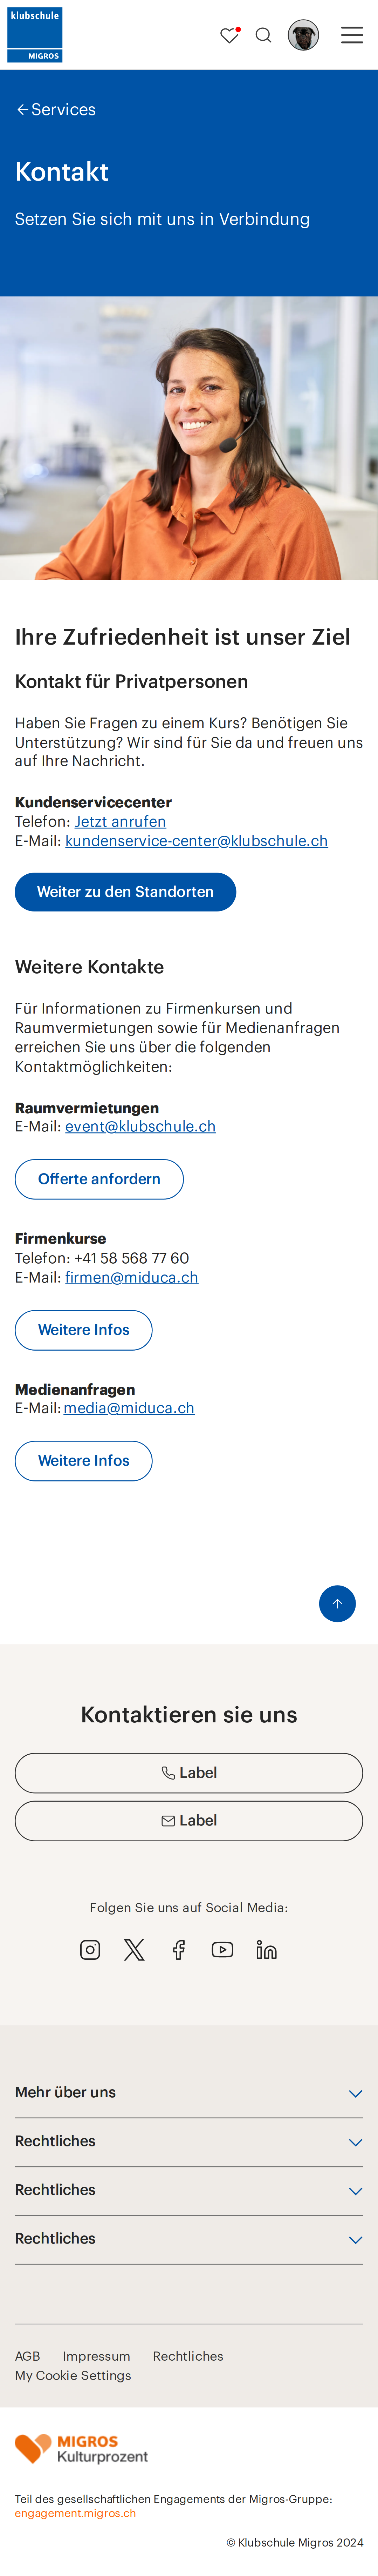 klubschule
MIGROS
Services
Kontakt
Setzen Sie sich mit uns in Verbindung
Ihre Zufriedenheit ist unser Ziel
Kontakt für Privatpersonen
Haben Sie Fragen zu einem Kurs? Benötigen Sie
Unterstützung? Wir sind für Sie da und freuen uns
auf Ihre Nachricht.
Kundenservicecenter
Telefon: Jetzt anrufen
E-Mail: kundenservice-center@klubschule.ch
Weiter zu den Standorten
Weitere Kontakte
Für Informationen zu Firmenkursen und
Raumvermietungen sowie für Medienanfragen
erreichen Sie uns über die folgenden
Kontaktmöglichkeiten:
Raumvermietungen
E-Mail: event@klubschule.ch
Offerte anfordern
Firmenkurse
Telefon: +41 58 568 77 60
E-Mail: firmen@miduca.ch
Weitere Infos
Medienanfragen
E-Mail: media@miduca.ch
Weitere Infos
Kontaktieren sie uns
Label
Label
Folgen Sie uns auf Social Media:
Mehr über uns
Rechtliches
Rechtliches
Rechtliches
AGB Impressum Rechtliches
My Cookie Settings
MIGROS
Kulturprozent
Teil des gesellschaftlichen Engagements der Migros-Gruppe:
engagement.migros.ch
© Klubschule Migros 2024